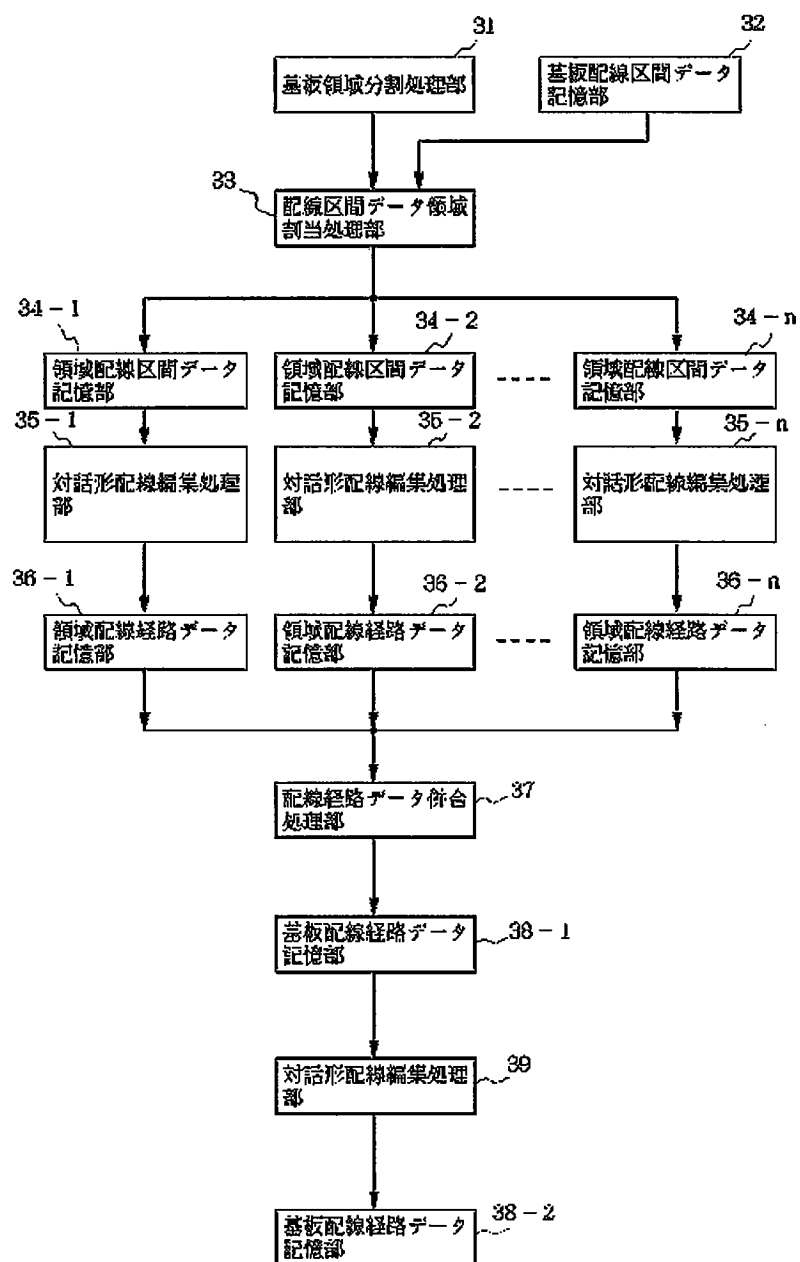 31
32
基板領域分割処理部
基板配線区間データ
記憶部
33
配線区間データ領域
割当処理部
34-1
34-2
34-n
領域配線区間データ
記憶部
領域配線区間データ
記憶部
領域配線区間データ
記憶部
35-1
35-2
35-n
対話形配線編集処理
部
対話形配線編集処理
部
対話形配線編集処理
部
36-1
36-2
36-n
領域配線経路データ
記憶部
領域配線経路データ
記憶部
領域配線経路データ
記憶部
配線経路データ併合
処理部
37
基板配線経路データ
記憶部
38-1
対話形配線編集処理
部
39
基板配線経路データ
記憶部
38-2